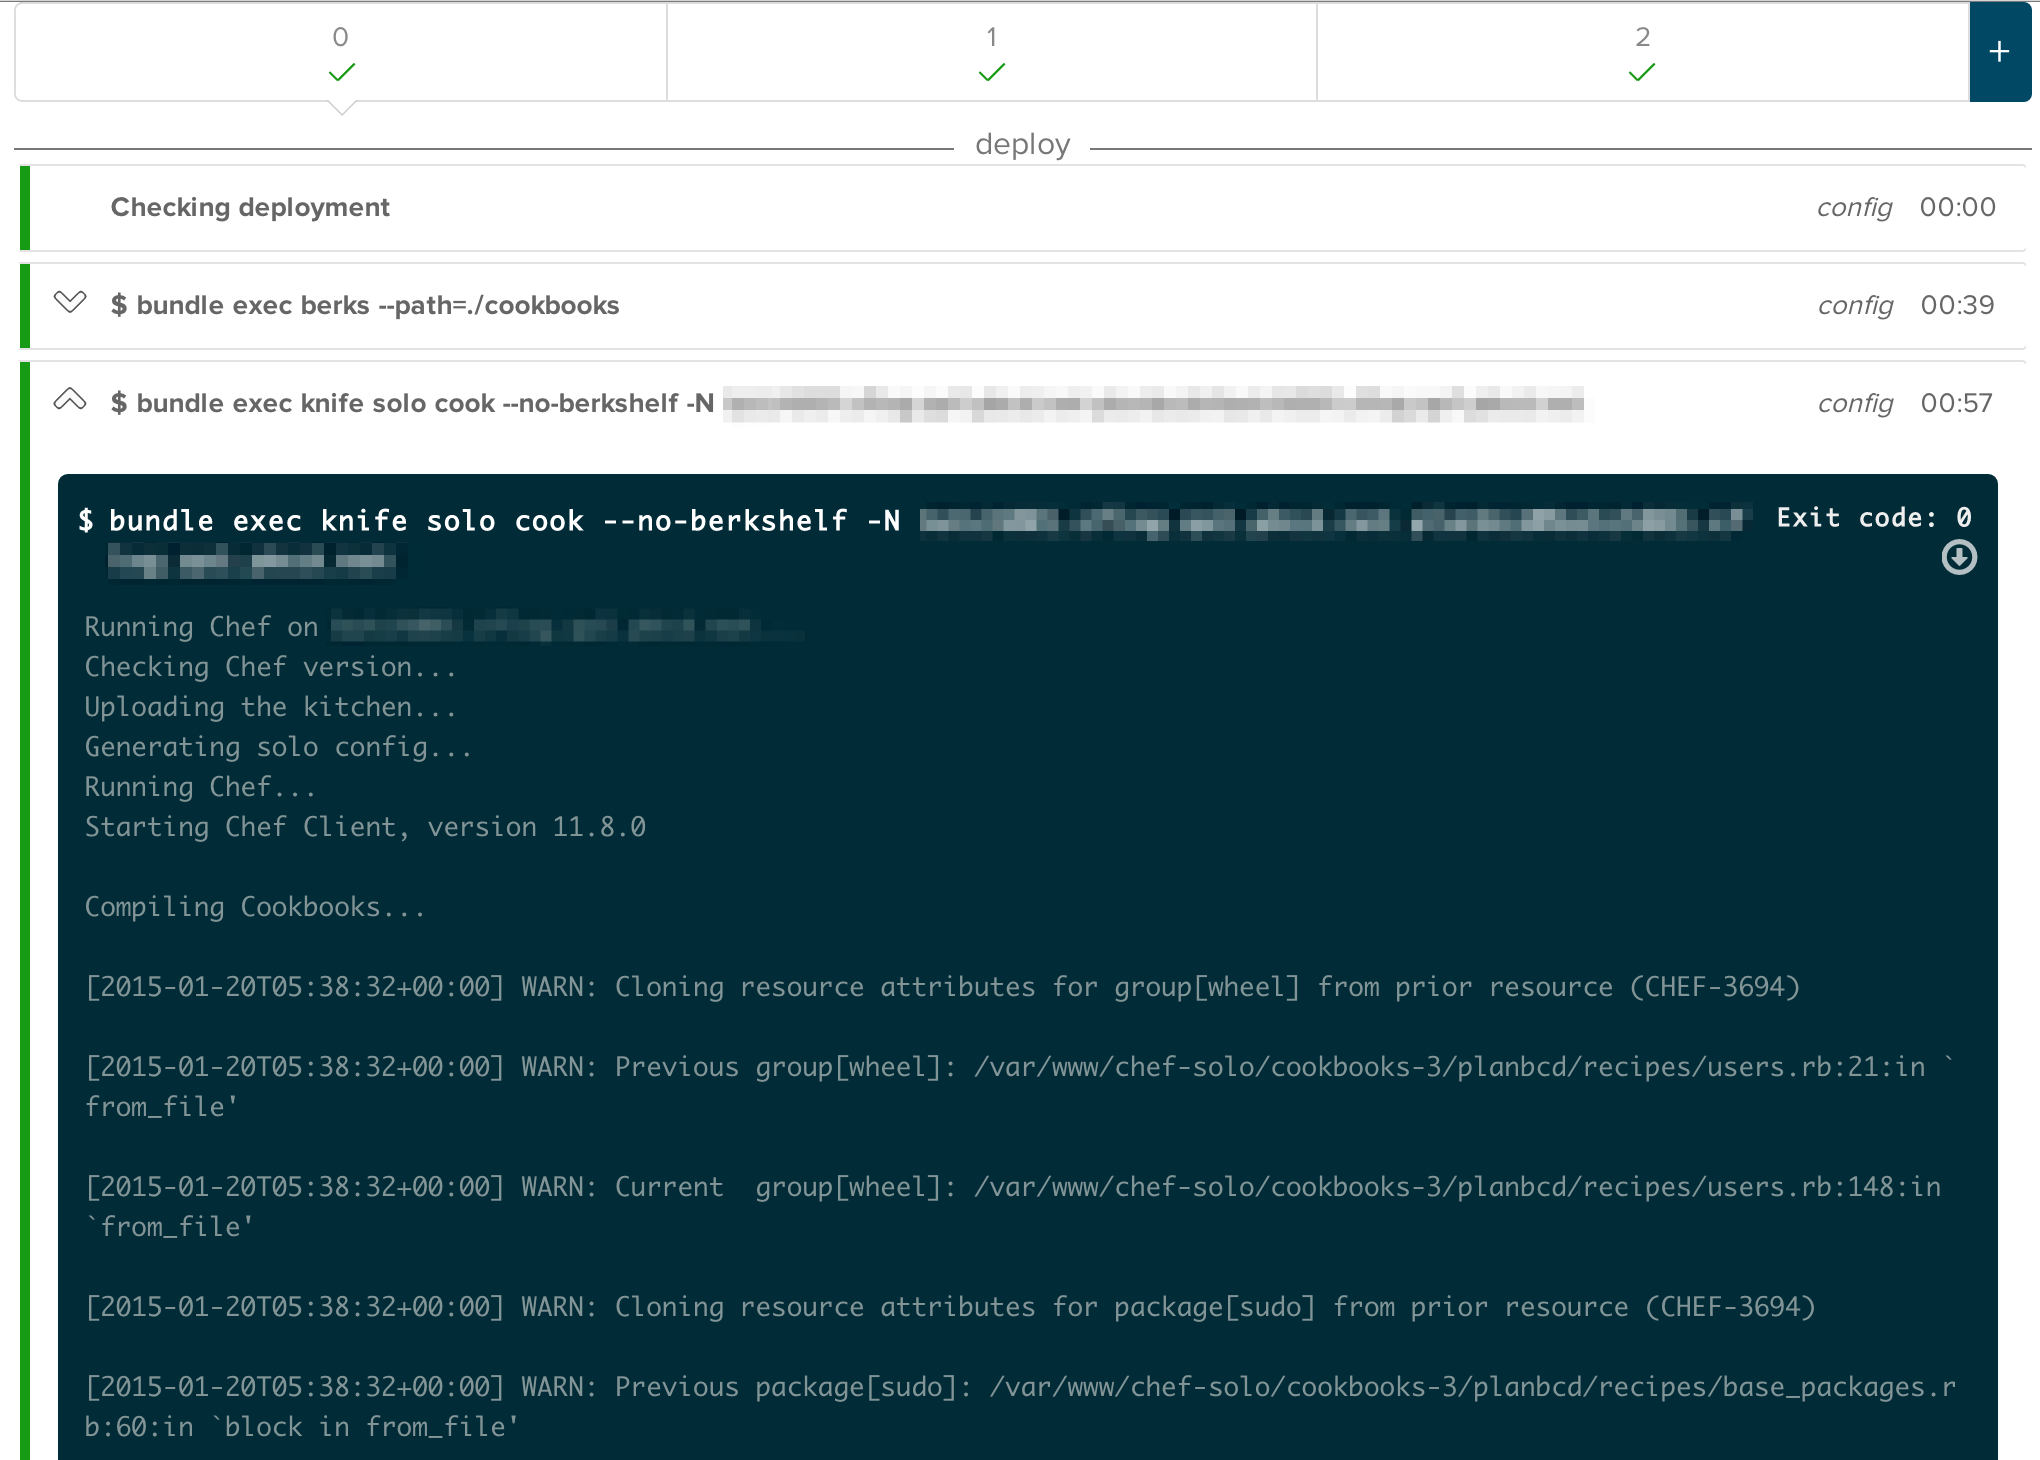 0 1 2 +
deploy
Checking deployment config 00:00
$ bundle exec berks --path=./cookbooks config 00:39
$ bundle exec knife solo cook --no-berkshelf -N config 00:57
$ bundle exec knife solo cook --no-berkshelf -N Exit code: 0
Running Chef on
Checking Chef version...
Uploading the kitchen...
Generating solo config...
Running Chef...
Starting Chef Client, version 11.8.0
Compiling Cookbooks...
[2015-01-20T05:38:32+00:00] WARN: Cloning resource attributes for group[wheel] from prior resource (CHEF-3694)
[2015-01-20T05:38:32+00:00] WARN: Previous group[wheel]: /var/www/chef-solo/cookbooks-3/planbcd/recipes/users.rb:21:in `
from_file'
[2015-01-20T05:38:32+00:00] WARN: Current  group[wheel]: /var/www/chef-solo/cookbooks-3/planbcd/recipes/users.rb:148:in
`from_file'
[2015-01-20T05:38:32+00:00] WARN: Cloning resource attributes for package[sudo] from prior resource (CHEF-3694)
[2015-01-20T05:38:32+00:00] WARN: Previous package[sudo]: /var/www/chef-solo/cookbooks-3/planbcd/recipes/base_packages.r
b:60:in `block in from_file'